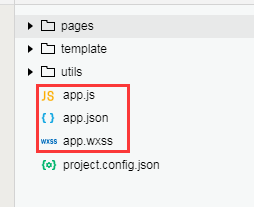 pages
template
utils
JS app.js
{ } app.json
WXSS app.wxss
{o} project.config.json